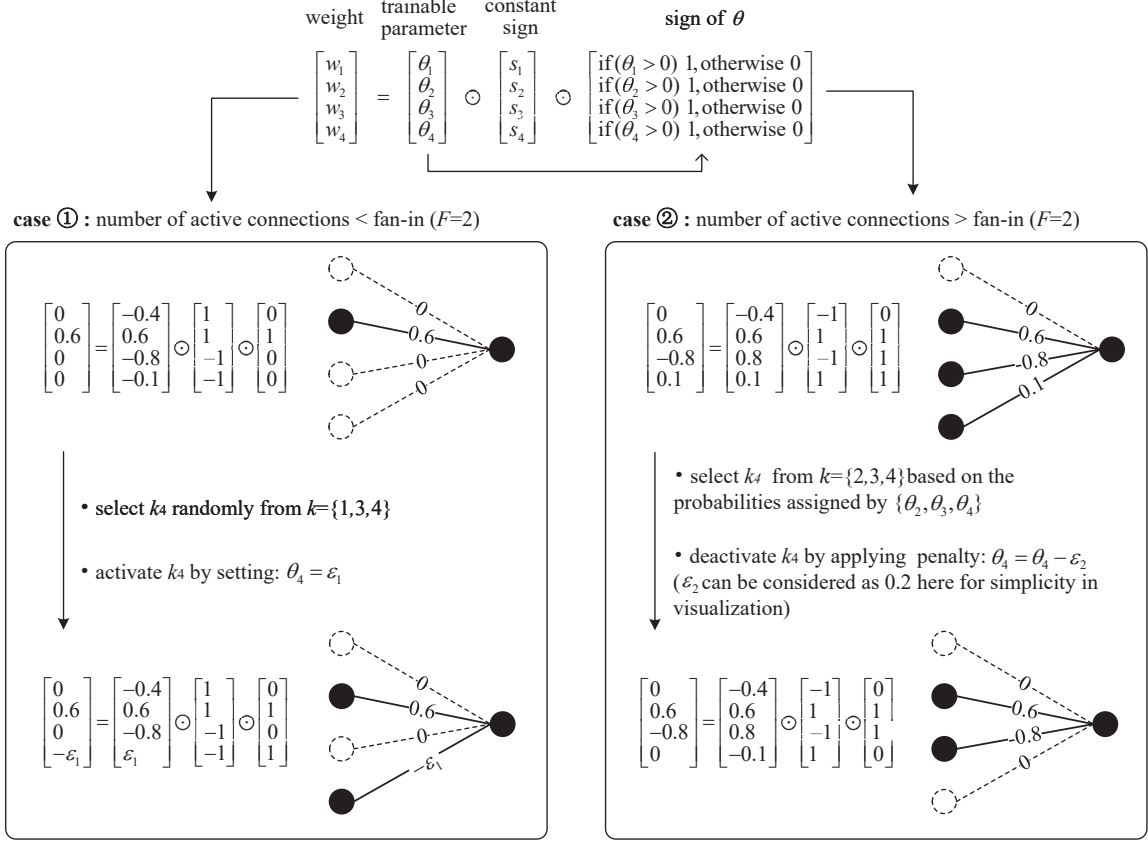 weight trainable parameter constant sign sign of θ
[w₁ w₂ w₃ w₄] = [θ₁ θ₂ θ₃ θ₄] ⊙ [s₁ s₂ s₃ s₄] ⊙
if(θ₁ > 0) 1,otherwise 0
if(θ₂ > 0) 1,otherwise 0
if(θ₃ > 0) 1,otherwise 0
if(θ₄ > 0) 1,otherwise 0
case ① : number of active connections < fan-in (F=2)
[0 0.6 0 0] = [−0.4 0.6 −0.8 −0.1] ⊙ [1 1 −1 −1] ⊙ [0 1 0 0]
0
0.6
0
0
• select k₄ randomly from k={1,3,4}
• activate k₄ by setting: θ₄ = ε₁
[0 0.6 0 −ε₁] = [−0.4 0.6 −0.8 ε₁] ⊙ [1 1 −1 −1] ⊙ [0 1 0 1]
0
0.6
0
−ε₁
case ② : number of active connections > fan-in (F=2)
[0 0.6 −0.8 0.1] = [−0.4 0.6 0.8 0.1] ⊙ [−1 1 −1 1] ⊙ [0 1 1 1]
0
0.6
-0.8
0.1
• select k₄ from k={2,3,4}based on the
probabilities assigned by {θ₂,θ₃,θ₄}
• deactivate k₄ by applying penalty: θ₄ = θ₄ − ε₂
(ε₂ can be considered as 0.2 here for simplicity in
visualization)
[0 0.6 −0.8 0] = [−0.4 0.6 0.8 −0.1] ⊙ [−1 1 −1 1] ⊙ [0 1 1 0]
0
0.6
-0.8
0